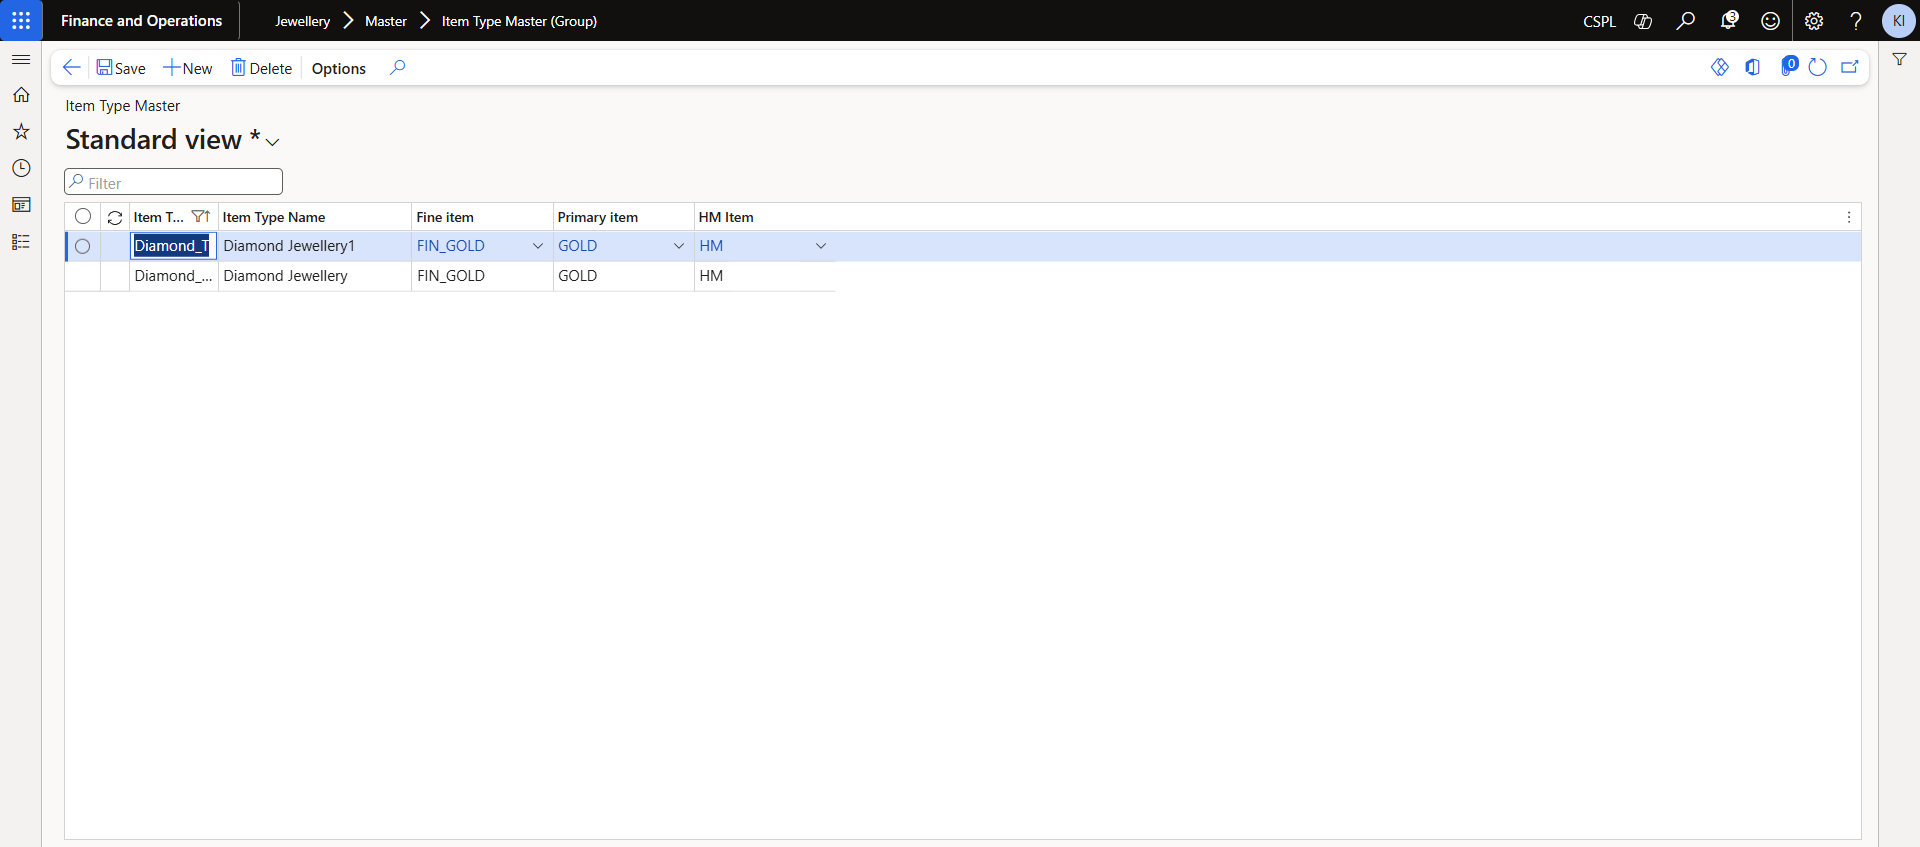 Finance and Operations Jewellery Master Item Type Master (Group) CSPL 3 KI
Save New Delete Options 0
Item Type Master
Standard view *
Filter
Item T... Item Type Name Fine item Primary item HM Item
Diamond_T Diamond Jewellery1 FIN_GOLD GOLD HM
Diamond_... Diamond Jewellery FIN_GOLD GOLD HM